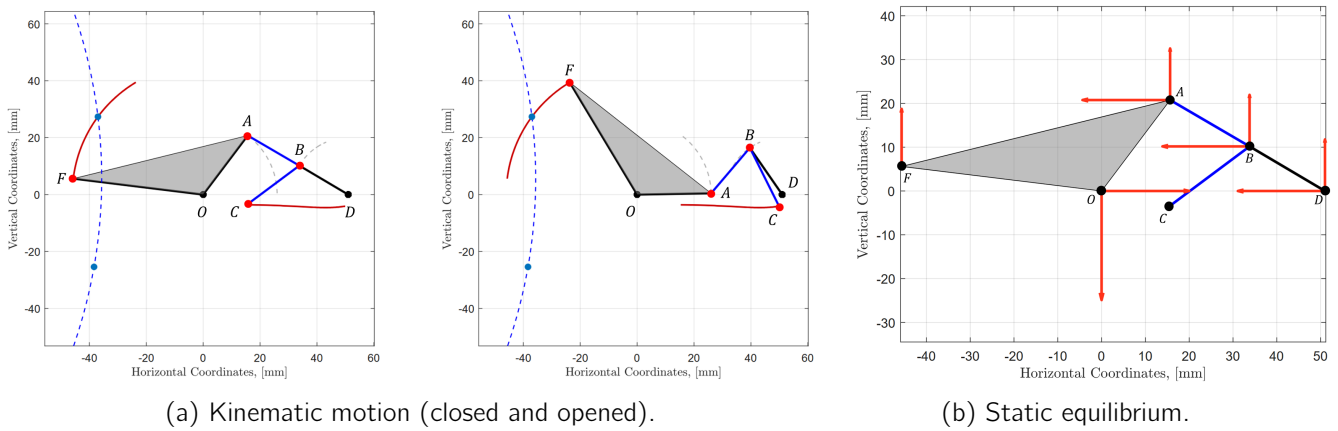 60
40
20
0
-20
-40
-40
-20
0
20
40
60
Vertical Coordinates, [mm]
Horizontal Coordinates, [mm]
F
A
B
O
C
D
60
40
20
0
-20
-40
-40
-20
0
20
40
60
Vertical Coordinates, [mm]
Horizontal Coordinates, [mm]
F
B
D
O
A
C
40
30
20
10
0
-10
-20
-30
-40
-30
-20
-10
0
10
20
30
40
50
Vertical Coordinates, [mm]
Horizontal Coordinates, [mm]
A
B
F
O
C
D
(a) Kinematic motion (closed and opened).
(b) Static equilibrium.